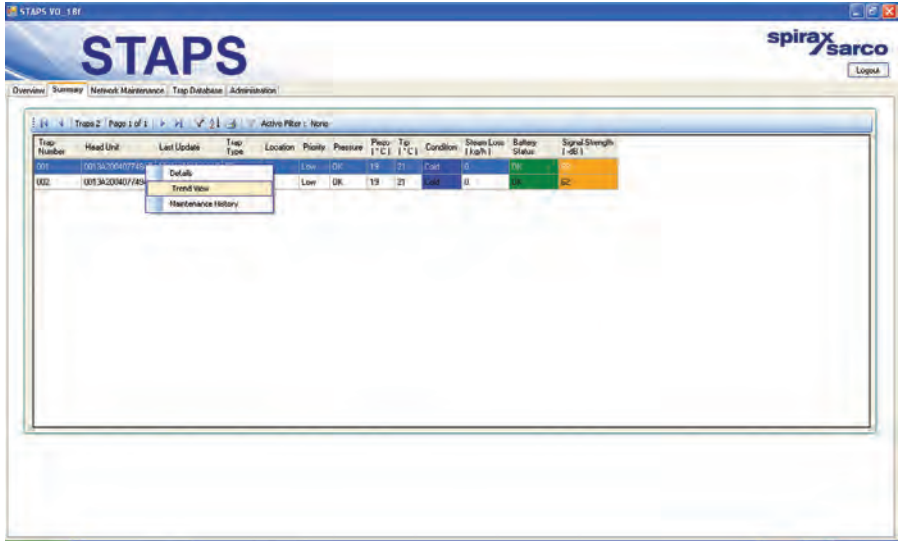 STAPS V0_18f
STAPS
spirax
sarco
Logout
Overview Summary Network Maintenance Trap Database Administration
Traps 2 Page 1 of 1 Active Filter : None
Trap Number Head Unit Last Update Trap Type Location Priority Pressure Piezo [°C] Tip [°C] Condition Steam Loss [kg/h] Battery Status Signal Strength [-dB]
001 Low OK 19 21 Cold 0 OK
Details
002 Low OK 19 21 Cold 0 OK 62
Trend View
Maintenance History